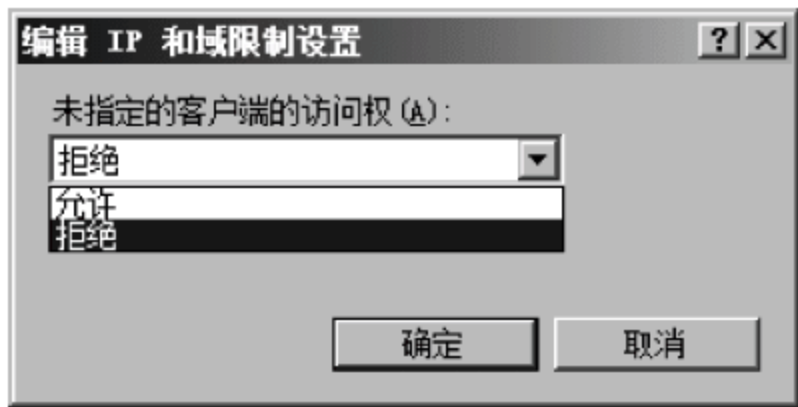 编辑 IP 和域限制设置
未指定的客户端的访问权(A):
拒绝
允许
拒绝
确定 取消